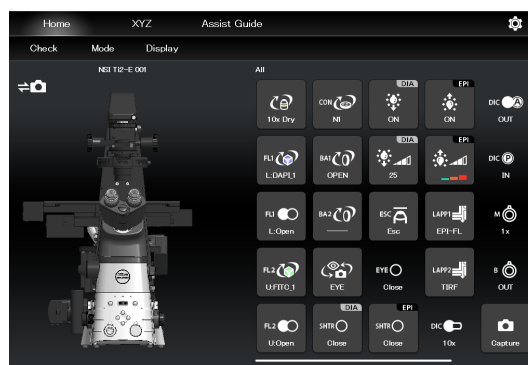 Home XYZ Assist Guide
Check Mode Display
NSI Ti2-E 001 All
DIA EPI
CON DIC A
10x Dry N1 ON ON OUT
DIA EPI
FL1 BA1 DIC P
L:DAPI_1 OPEN 25 IN
FL1 BA2 ESC LAPP1 M
L:Open Esc EPI-FL 1x
FL2 EYE LAPP2 B
U:FITC_1 EYE Close TIRF OUT
DIA EPI
FL2 SHTR SHTR DIC
U:Open Close Close 10x Capture